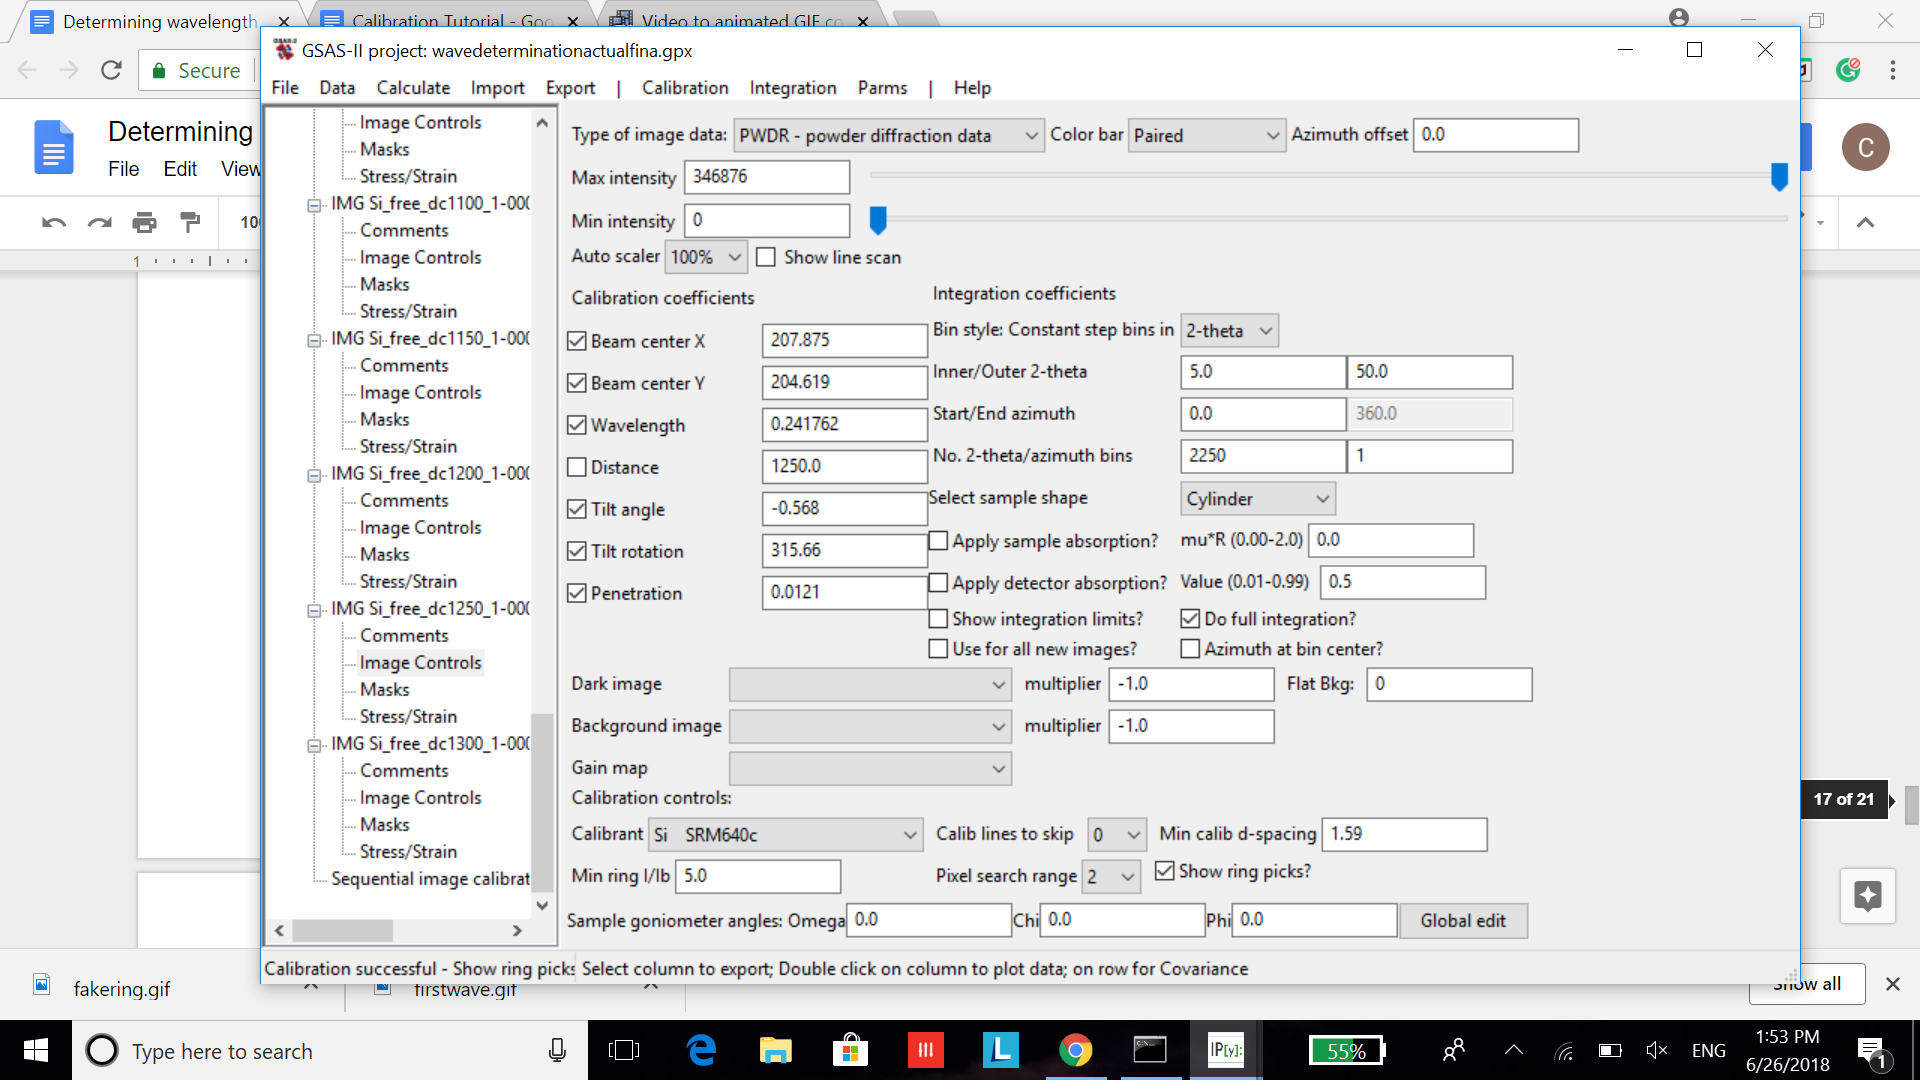 Determining wavelength
Calibration Tutorial - Goo
Video to animated GIF co
Secure
Determining
File Edit View
C
1
GSAS-II project: wavedeterminationactualfina.gpx
File Data Calculate Import Export | Calibration Integration Parms | Help
Image Controls
Masks
Stress/Strain
IMG Si_free_dc1100_1-000
Comments
Image Controls
Masks
Stress/Strain
IMG Si_free_dc1150_1-000
Comments
Image Controls
Masks
Stress/Strain
IMG Si_free_dc1200_1-000
Comments
Image Controls
Masks
Stress/Strain
IMG Si_free_dc1250_1-000
Comments
Image Controls
Masks
Stress/Strain
IMG Si_free_dc1300_1-000
Comments
Image Controls
Masks
Stress/Strain
Sequential image calibrat
Type of image data: PWDR - powder diffraction data Color bar Paired Azimuth offset 0.0
Max intensity 346876
Min intensity 0
Auto scaler 100% Show line scan
Calibration coefficients
Beam center X 207.875
Beam center Y 204.619
Wavelength 0.241762
Distance 1250.0
Tilt angle -0.568
Tilt rotation 315.66
Penetration 0.0121
Integration coefficients
Bin style: Constant step bins in 2-theta
Inner/Outer 2-theta 5.0 50.0
Start/End azimuth 0.0 360.0
No. 2-theta/azimuth bins 2250 1
Select sample shape Cylinder
Apply sample absorption? mu*R (0.00-2.0) 0.0
Apply detector absorption? Value (0.01-0.99) 0.5
Show integration limits? Do full integration?
Use for all new images? Azimuth at bin center?
Dark image multiplier -1.0 Flat Bkg: 0
Background image multiplier -1.0
Gain map
Calibration controls:
Calibrant Si SRM640c Calib lines to skip 0 Min calib d-spacing 1.59
Min ring I/Ib 5.0 Pixel search range 2 Show ring picks?
Sample goniometer angles: Omega 0.0 Chi 0.0 Phi 0.0 Global edit
Calibration successful - Show ring picks Select column to export; Double click on column to plot data; on row for Covariance
17 of 21
fakering.gif
firstwave.gif
Show all
Type here to search
L
IP[y]:
55%
ENG
1:53 PM
6/26/2018
1